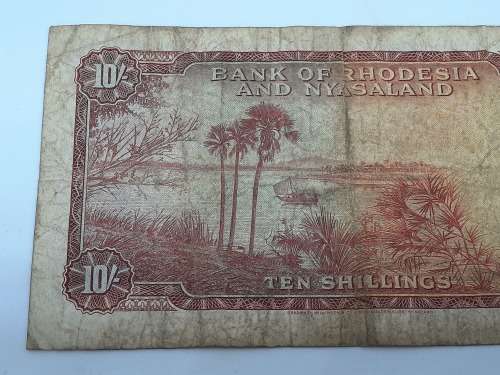 10/-
BANK OF RHODESIA
AND NYASALAND
10/-
TEN SHILLINGS